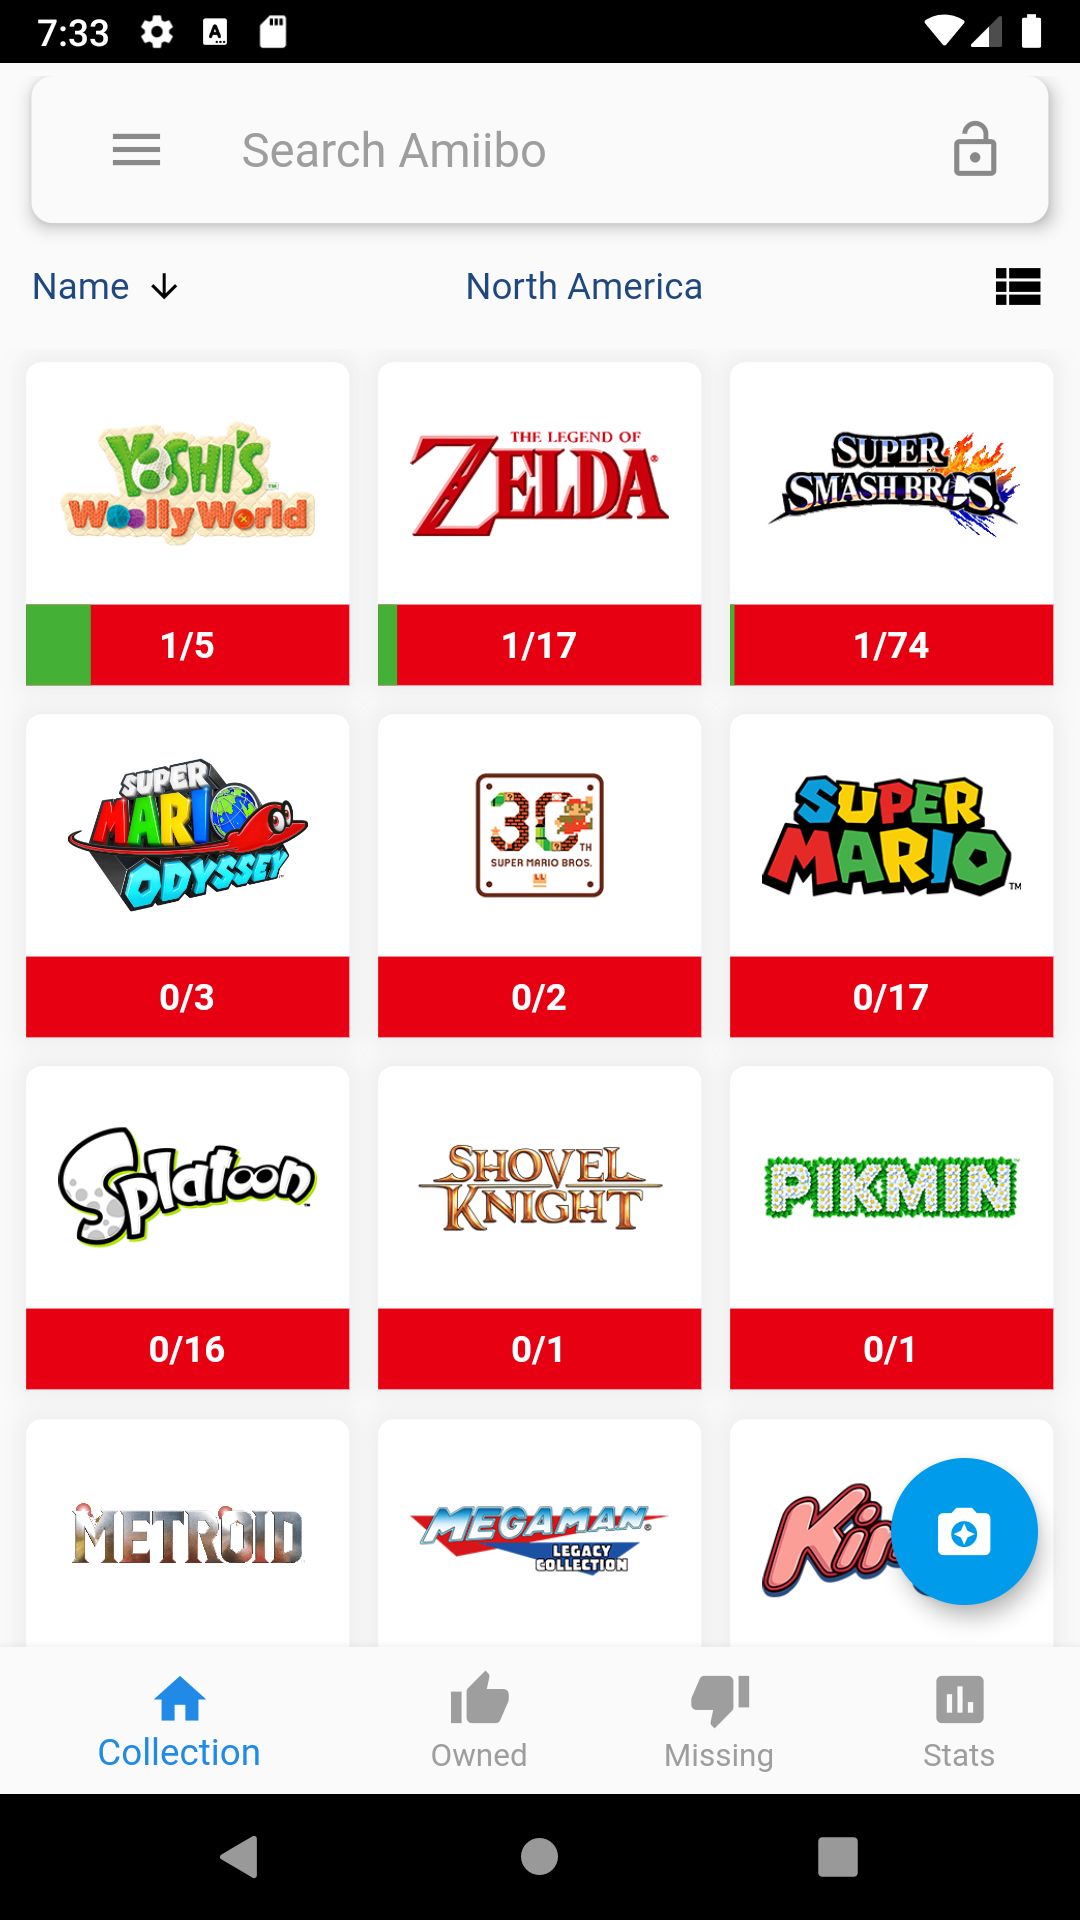 7:33
Search Amiibo
Name
North America
YOSHI'S
Woolly World
THE LEGEND OF
ZELDA
SUPER
SMASH BROS.
1/5
1/17
1/74
SUPER
MARIO
ODYSSEY
30TH
SUPER MARIO BROS.
SUPER
MARIO
0/3
0/2
0/17
Splatoon
SHOVEL
KNIGHT
PIKMIN
0/16
0/1
0/1
METROID
MEGAMAN
LEGACY
COLLECTION
Collection
Owned
Missing
Stats